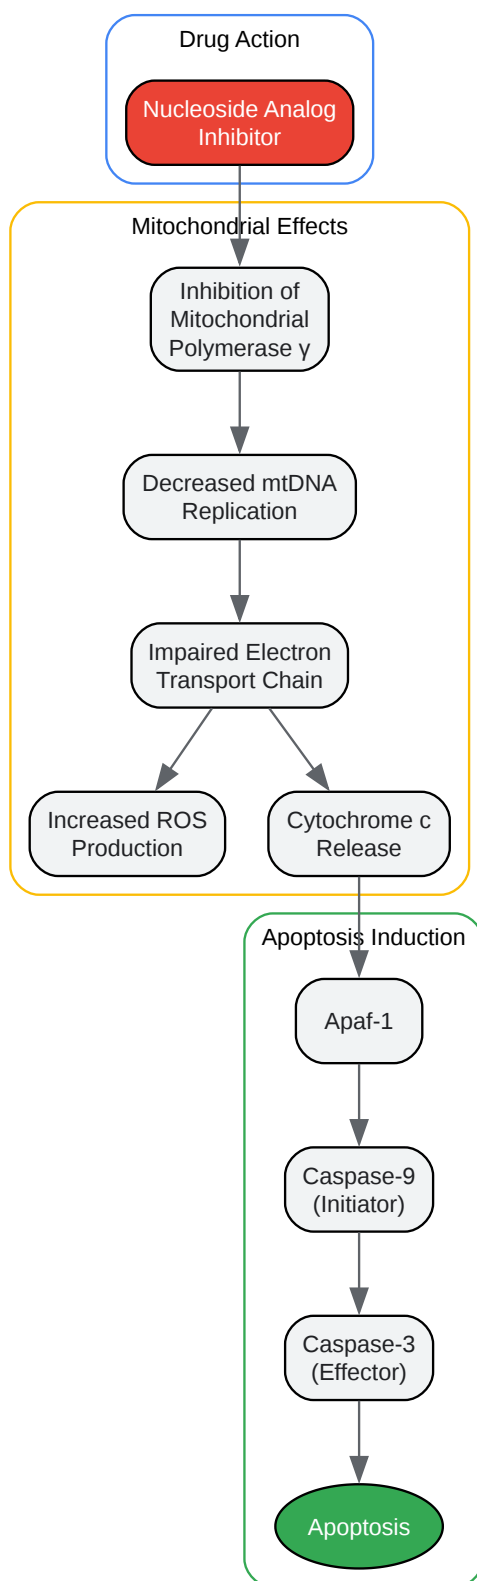 Drug Action
Nucleoside Analog
Inhibitor
Mitochondrial Effects
Inhibition of
Mitochondrial
Polymerase γ
Decreased mtDNA
Replication
Impaired Electron
Transport Chain
Increased ROS
Production
Cytochrome c
Release
Apoptosis Induction
Apaf-1
Caspase-9
(Initiator)
Caspase-3
(Effector)
Apoptosis